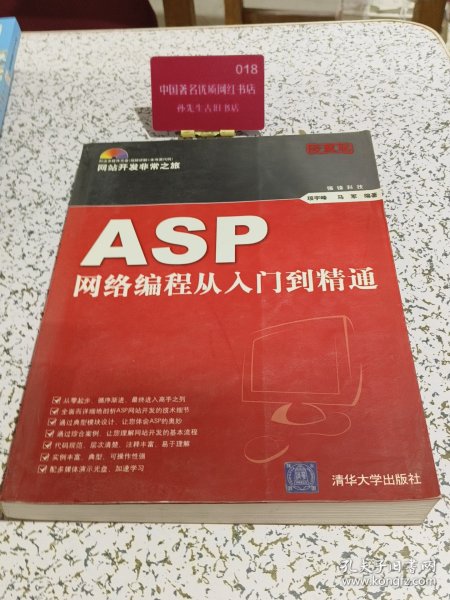 018
中国著名优质网红书店
孙先生古旧书店
网站开发非常之旅
强锋科技
马军 编著
ASP
网络编程从入门到精通
从零起步、循序渐进、最终进入高手之列
全面而详细地剖析ASP网站开发的技术细节
通过典型模块设计，让您体会ASP的奥妙
通过综合案例，让您理解网站开发的基本流程
代码规范、层次清楚、注释丰富、易于理解
实例丰富、典型、可操作性强
配多媒体演示光盘，加速学习
清华大学出版社
孔夫子旧书网
www.kongfz.com